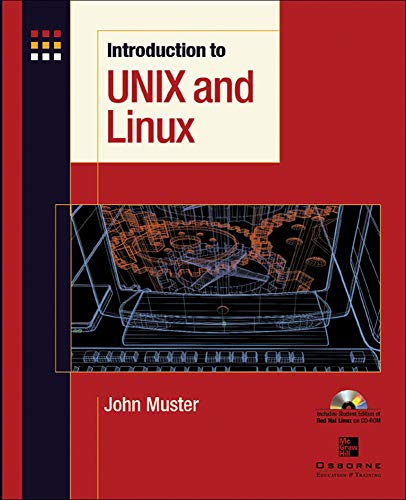 Introduction to
UNIX and
Linux
John Muster
Includes Student Edition of
Red Hat Linux on CD-ROM
Mc
Graw
Hill
OSBORNE
EDUCATION & TRAINING